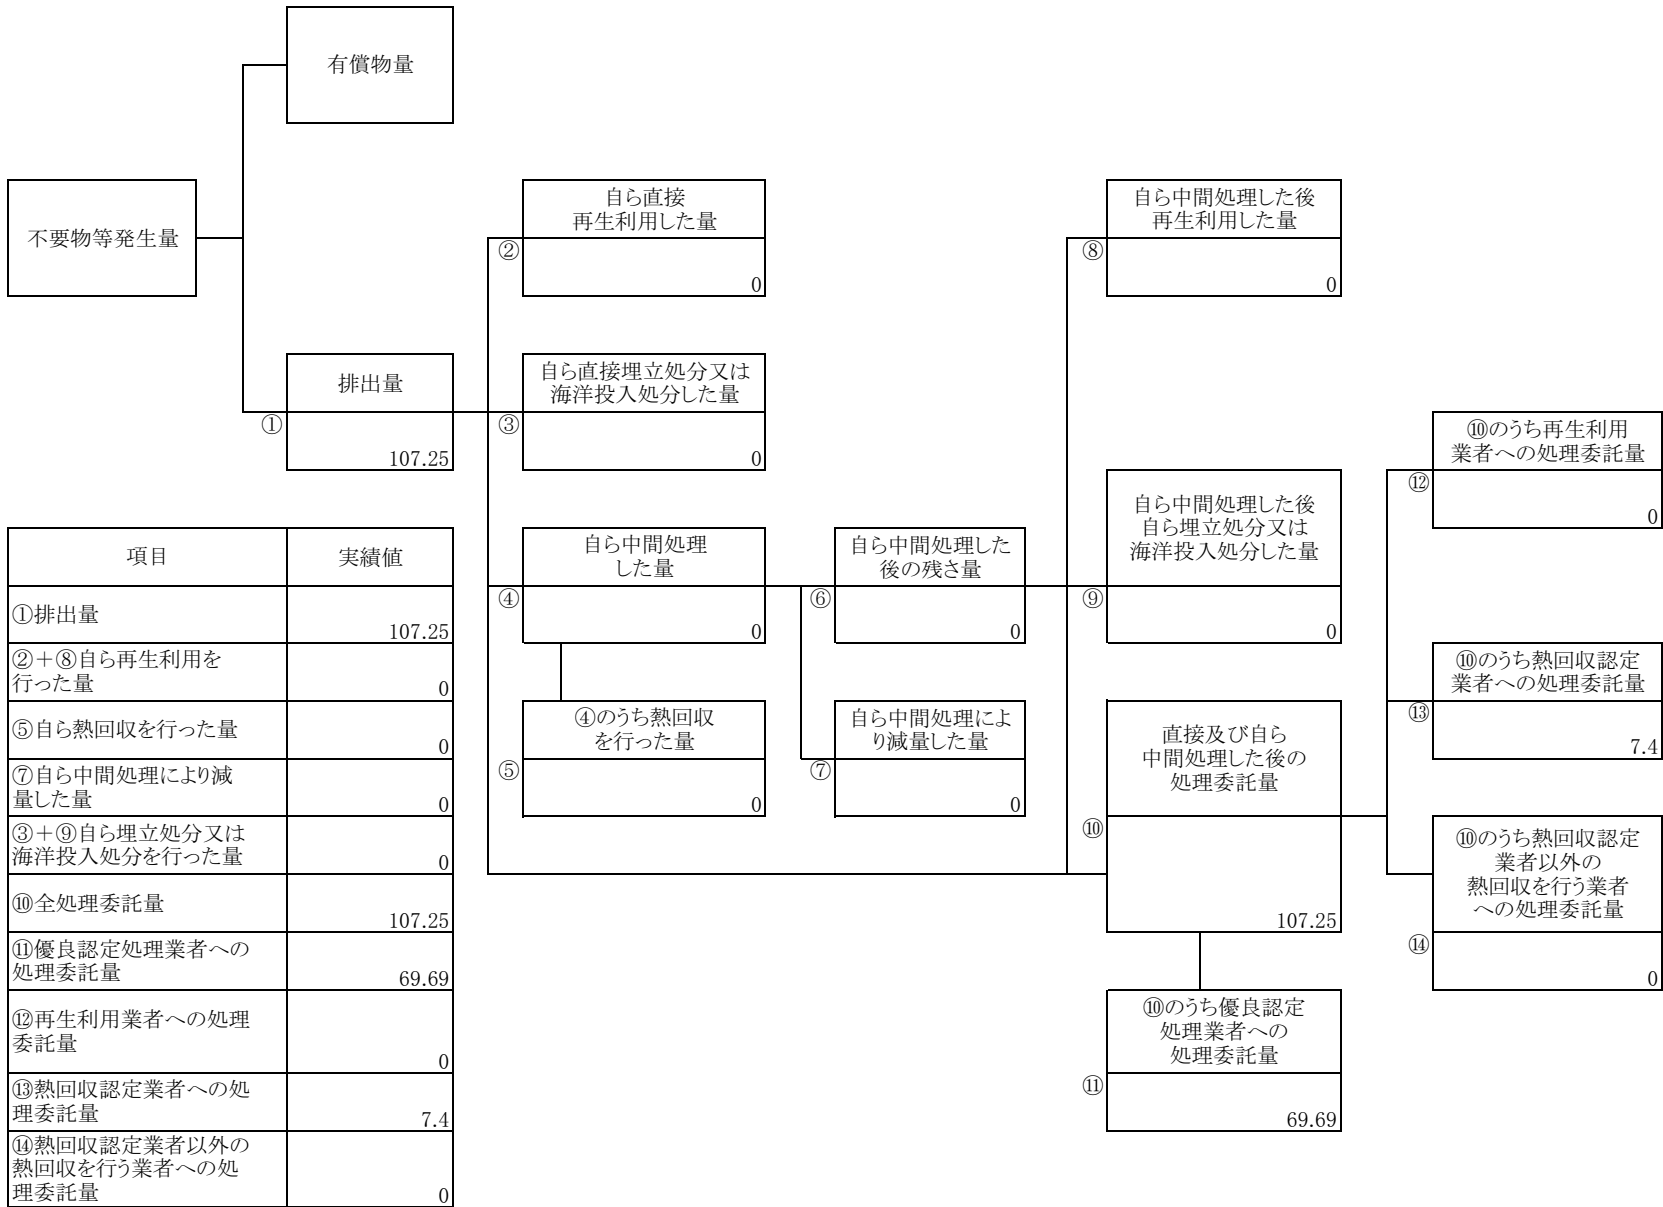 有償物量
不要物等発生量
排出量
①
107.25
自ら直接
再生利用した量
②
0
自ら直接埋立処分又は
海洋投入処分した量
③
0
自ら中間処理
した量
④
0
④のうち熱回収
を行った量
⑤
0
自ら中間処理した
後の残さ量
⑥
0
自ら中間処理によ
り減量した量
⑦
0
自ら中間処理した後
再生利用した量
⑧
0
自ら中間処理した後
自ら埋立処分又は
海洋投入処分した量
⑨
0
直接及び自ら
中間処理した後の
処理委託量
⑩
107.25
⑩のうち優良認定
処理業者への
処理委託量
⑪
69.69
⑩のうち再生利用
業者への処理委託量
⑫
0
⑩のうち熱回収認定
業者への処理委託量
⑬
7.4
⑩のうち熱回収認定
業者以外の
熱回収を行う業者
への処理委託量
⑭
0
項目 実績値
①排出量
107.25
②＋⑧自ら再生利用を
行った量
0
⑤自ら熱回収を行った量
0
⑦自ら中間処理により減
量した量
0
③＋⑨自ら埋立処分又は
海洋投入処分を行った量
0
⑩全処理委託量
107.25
⑪優良認定処理業者への
処理委託量
69.69
⑫再生利用業者への処理
委託量
0
⑬熱回収認定業者への処
理委託量
7.4
⑭熱回収認定業者以外の
熱回収を行う業者への処
理委託量
0